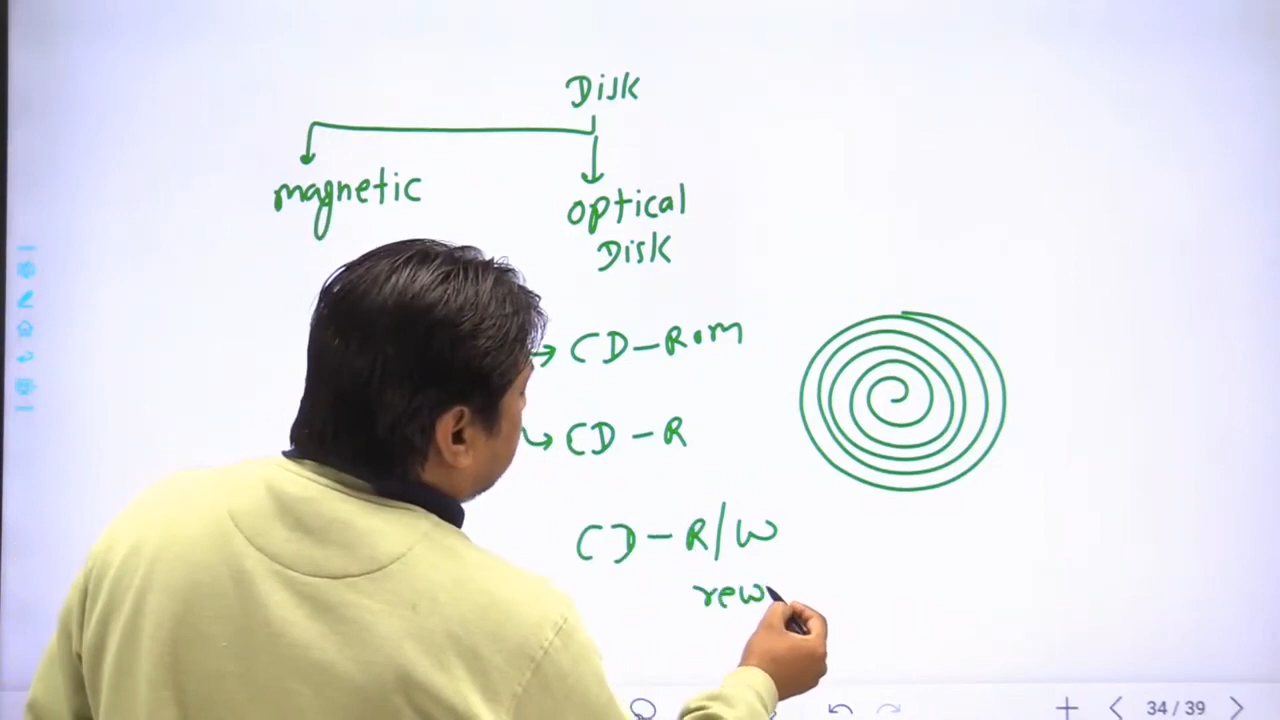 Disk
magnetic
optical
Disk
CD-ROM
CD-R
CD-R/W
rew
34 / 39